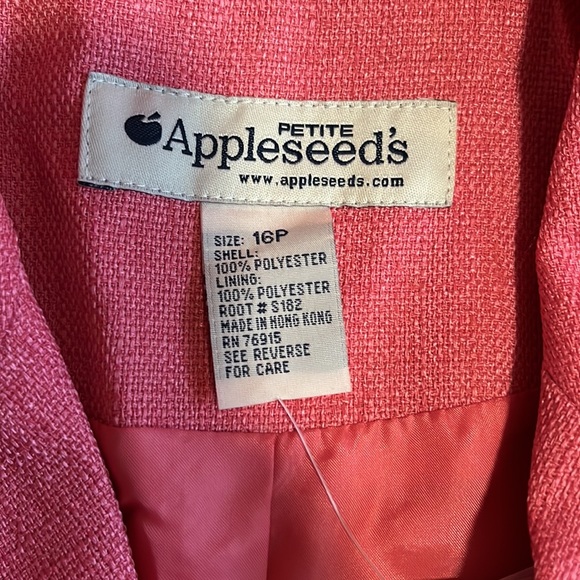 PETITE
Appleseed's
www.appleseeds.com
SIZE: 16P
SHELL:
100% POLYESTER
LINING:
100% POLYESTER
ROOT # S182
MADE IN HONG KONG
RN 76915
SEE REVERSE
FOR CARE